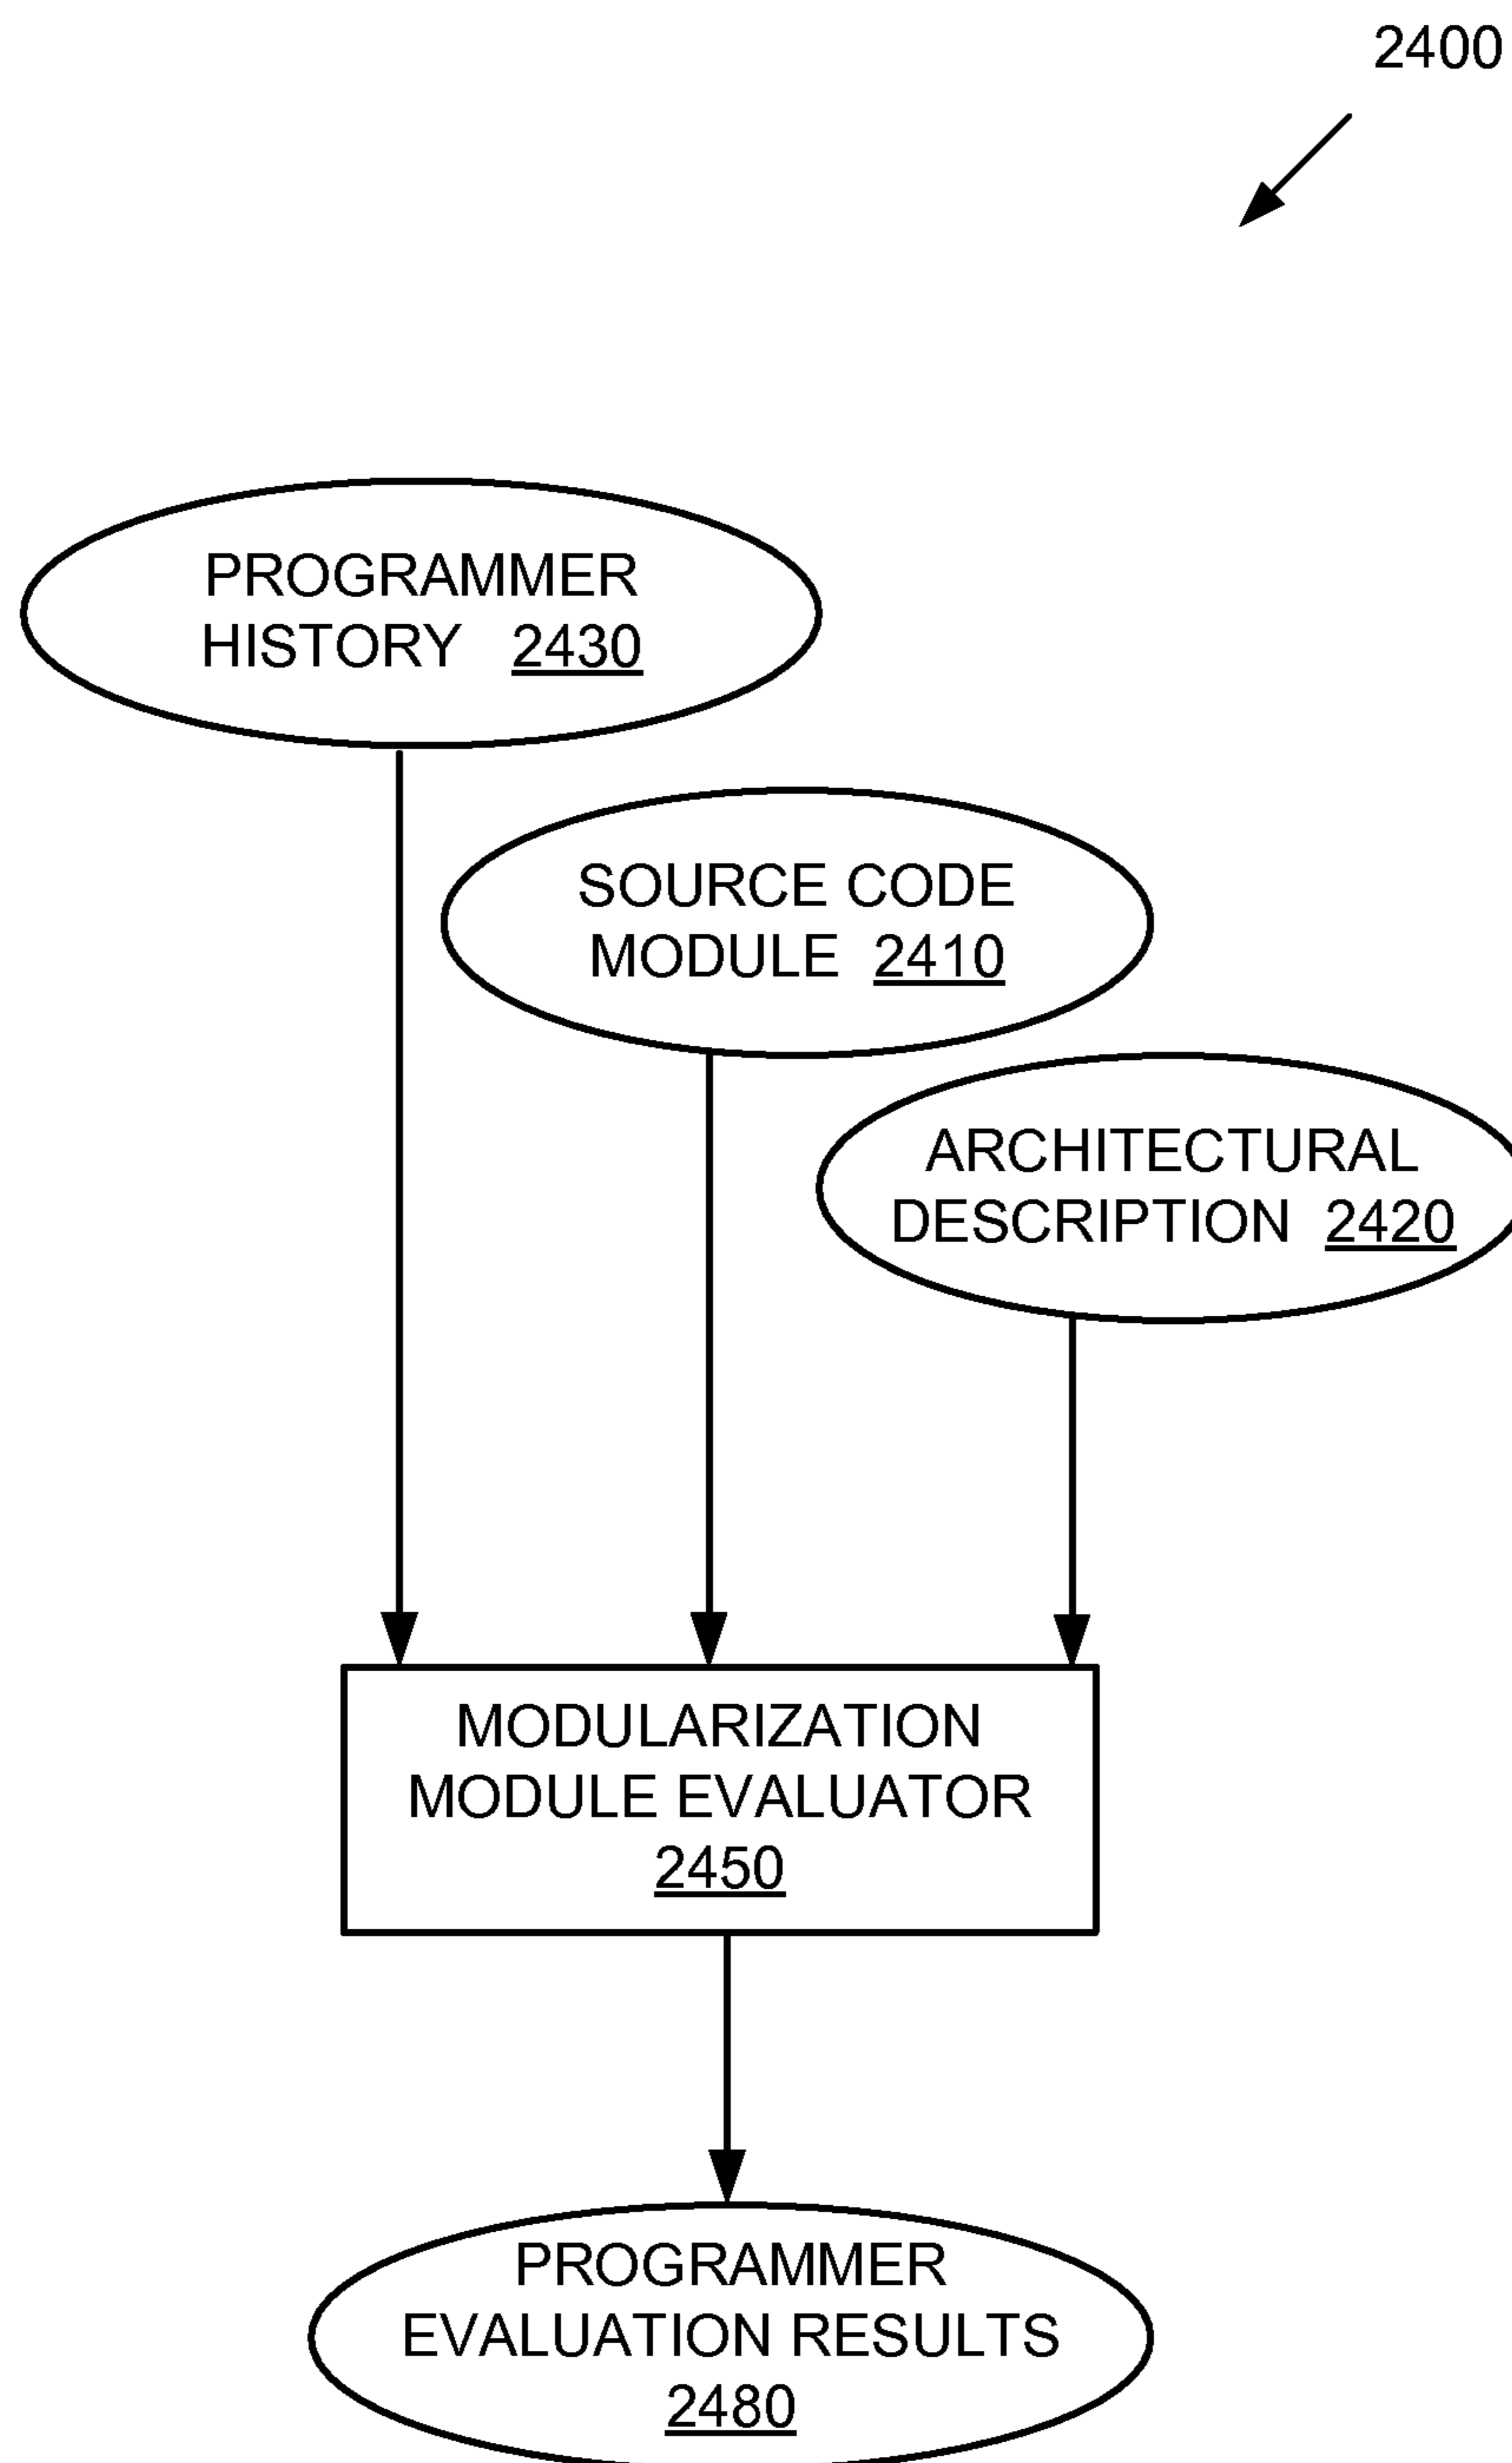 2400
PROGRAMMER
HISTORY 2430
SOURCE CODE
MODULE 2410
ARCHITECTURAL
DESCRIPTION 2420
MODULARIZATION
MODULE EVALUATOR
2450
PROGRAMMER
EVALUATION RESULTS
2480